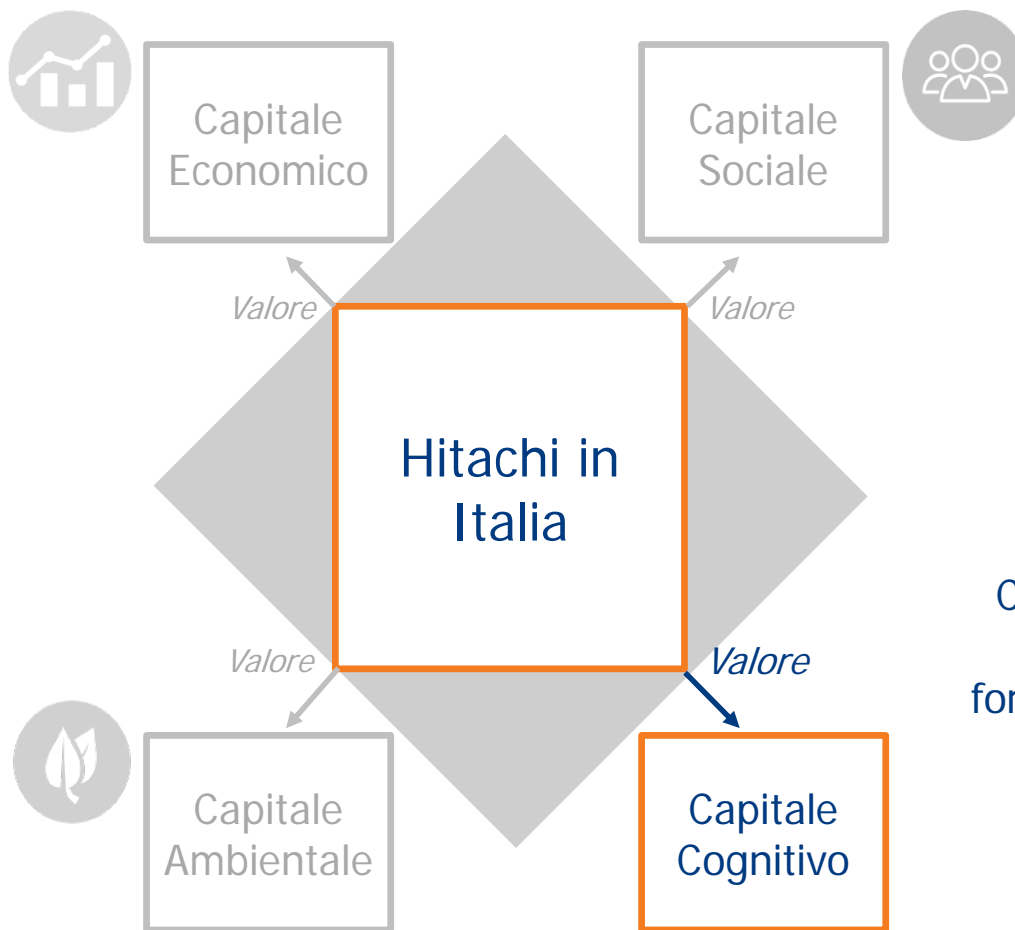 Capitale
Economico
Capitale
Sociale
Valore
Valore
Hitachi in
Italia
Valore
Valore
Capitale
Ambientale
Capitale
Cognitivo